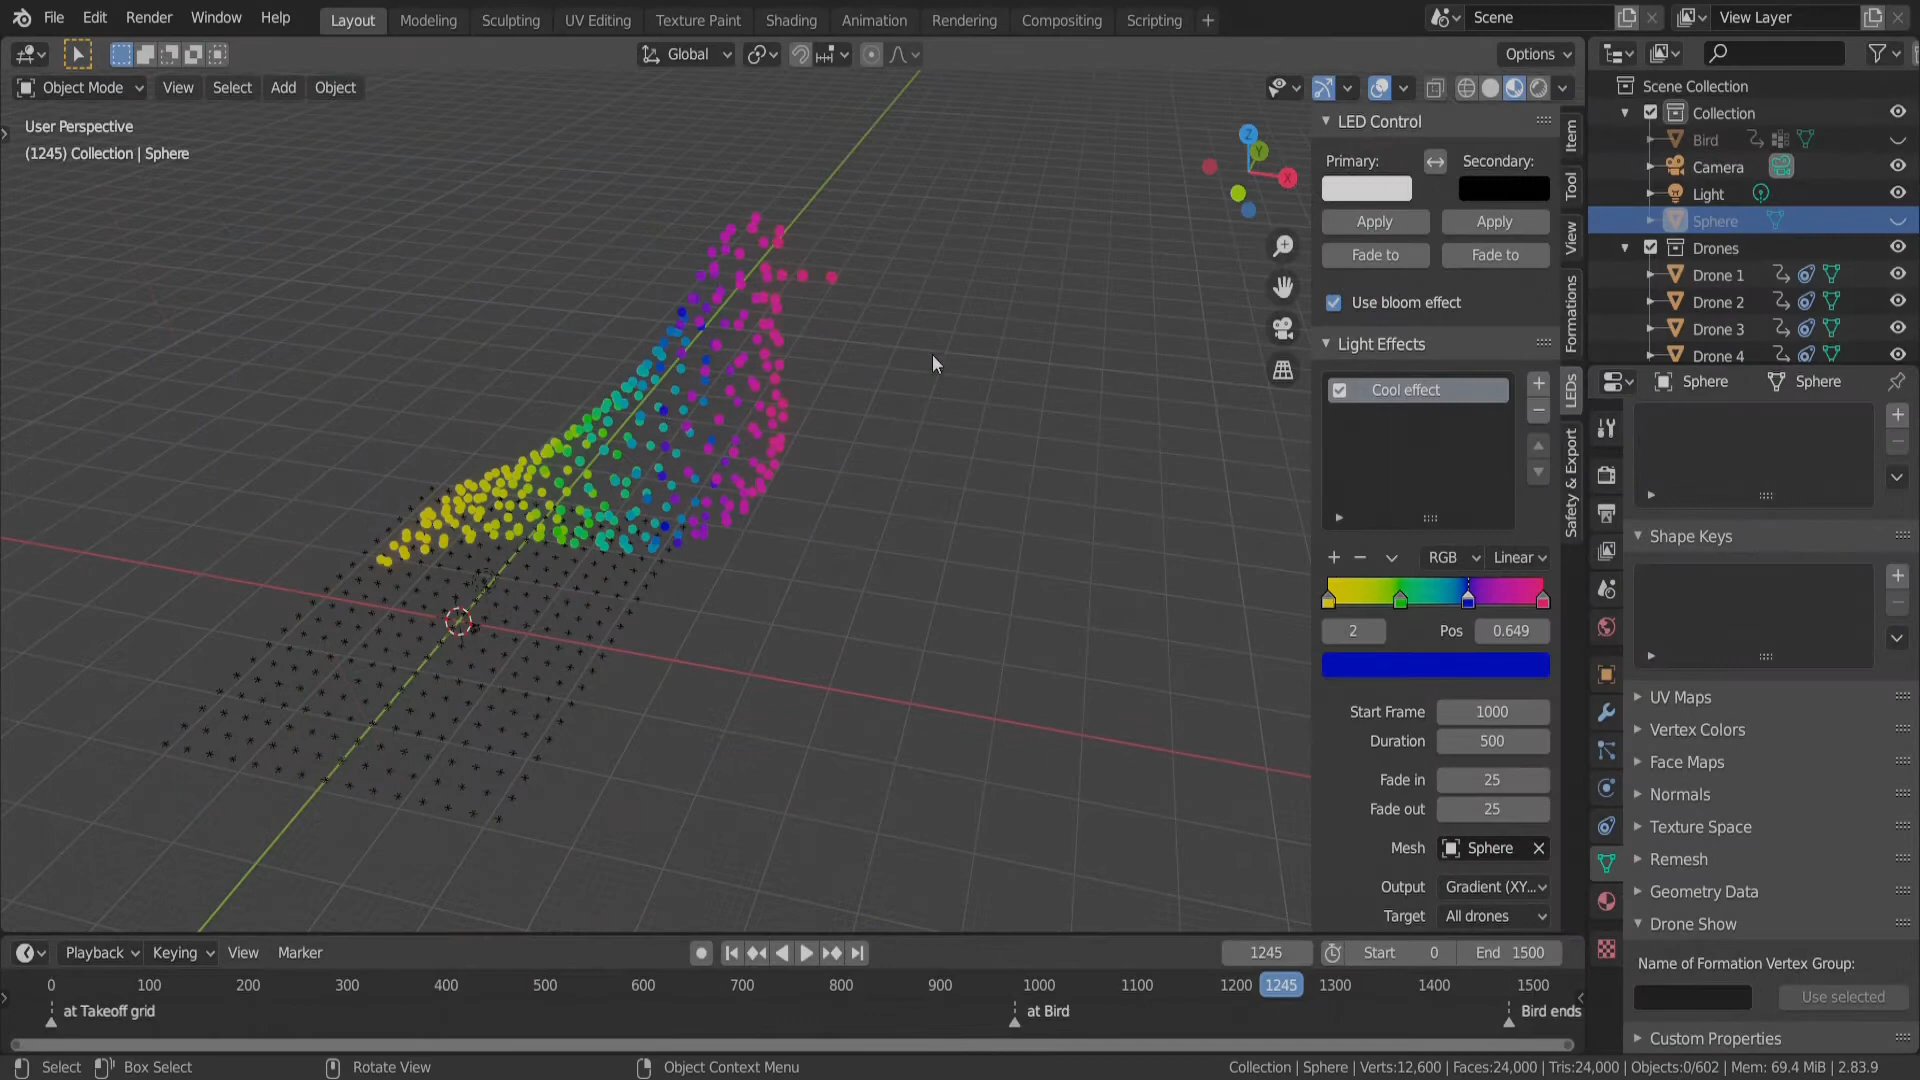 File Edit Render Window Help
Layout Modeling Sculpting UV Editing Texture Paint Shading Animation Rendering Compositing Scripting +
Scene
View Layer
Global
Options
Object Mode View Select Add Object
User Perspective
(1245) Collection | Sphere
Z
Y
X
LED Control
Primary: Secondary:
Apply Apply
Fade to Fade to
Use bloom effect
Light Effects
Cool effect
RGB Linear
2 Pos 0.649
Start Frame 1000
Duration 500
Fade in 25
Fade out 25
Mesh Sphere
Output Gradient (XY...
Target All drones
Item
Tool
View
Formations
LEDs
Safety & Export
Scene Collection
Collection
Bird
Camera
Light
Sphere
Drones
Drone 1
Drone 2
Drone 3
Drone 4
Sphere Sphere
Shape Keys
UV Maps
Vertex Colors
Face Maps
Normals
Texture Space
Remesh
Geometry Data
Drone Show
Name of Formation Vertex Group:
Use selected
Custom Properties
Playback Keying View Marker
1245 Start 0 End 1500
0 100 200 300 400 500 600 700 800 900 1000 1100 1200 1245 1300 1400 1500
at Takeoff grid at Bird Bird ends
Select Box Select Rotate View Object Context Menu
Collection | Sphere | Verts:12,600 | Faces:24,000 | Tris:24,000 | Objects:0/602 | Mem: 69.4 MiB | 2.83.9